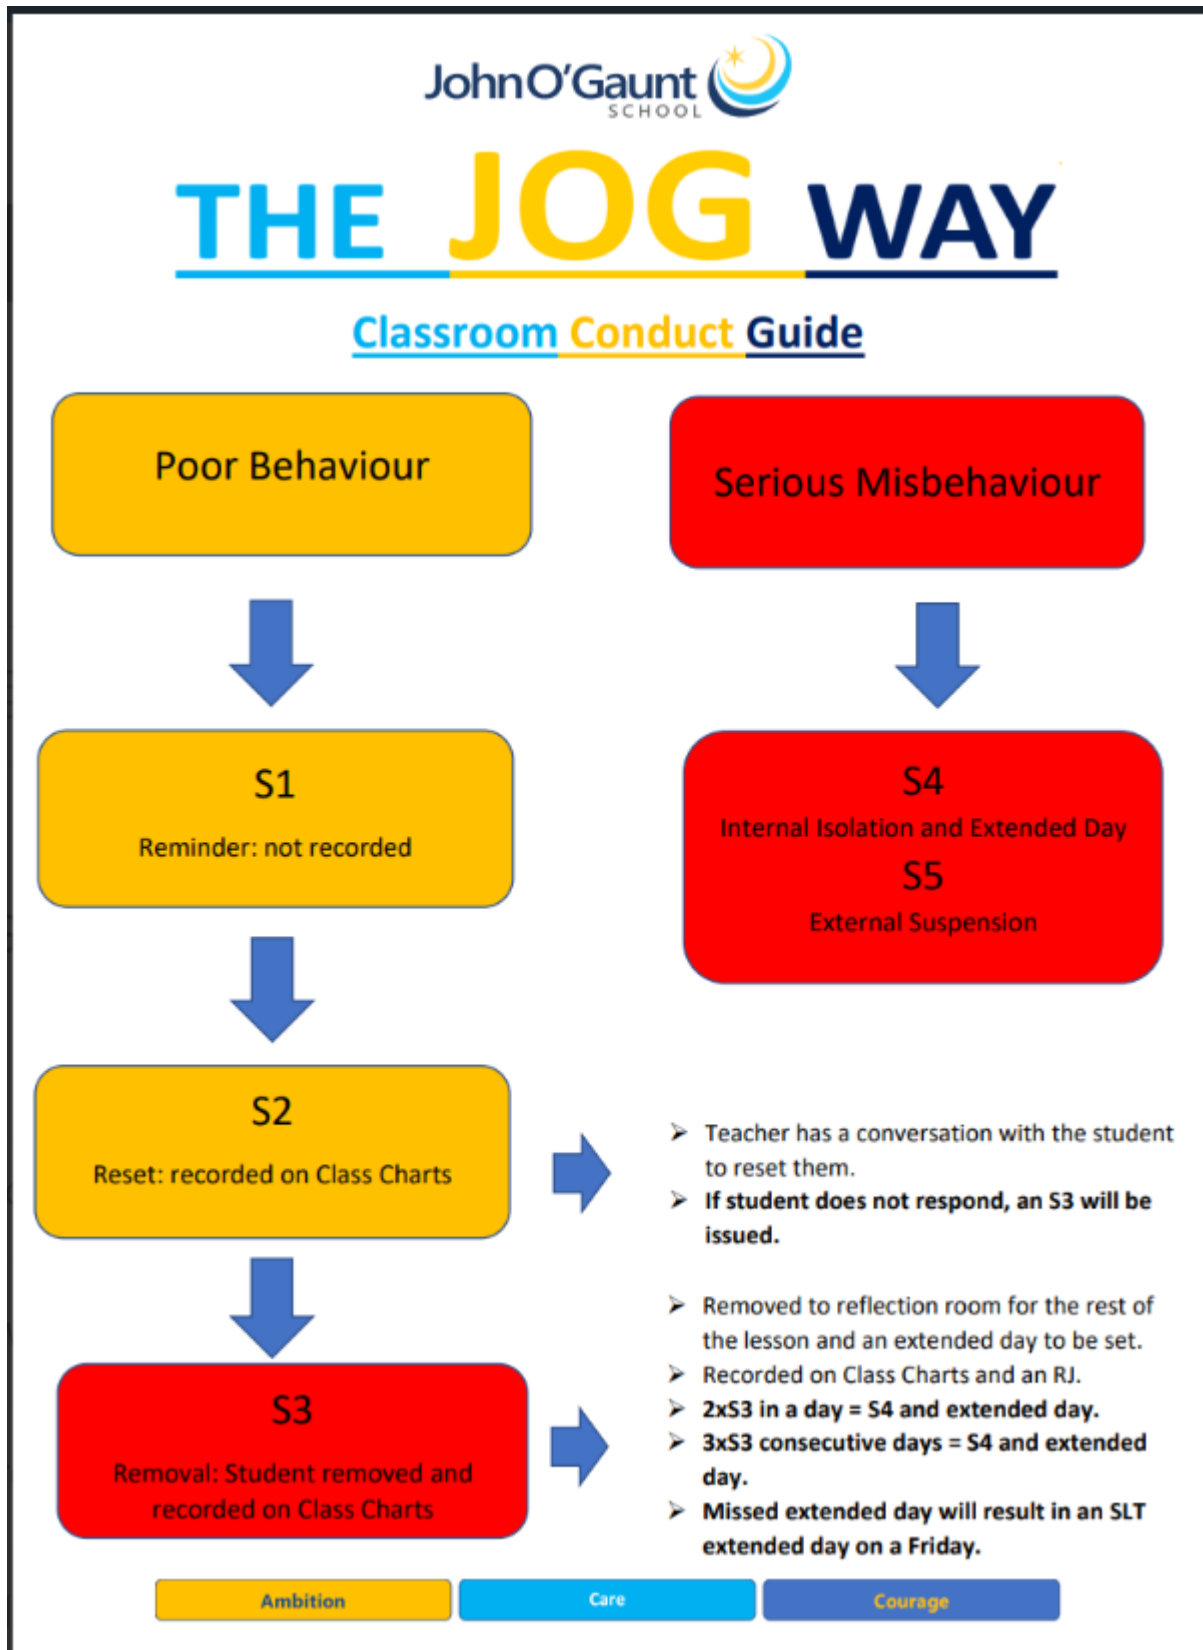 John O'Gaunt
SCHOOL
THE JOG WAY
Classroom Conduct Guide
Poor Behaviour
Serious Misbehaviour
S1
Reminder: not recorded
S4
Internal Isolation and Extended Day
S5
External Suspension
S2
Reset: recorded on Class Charts
➢ Teacher has a conversation with the student
to reset them.
➢ If student does not respond, an S3 will be
issued.
S3
Removal: Student removed and
recorded on Class Charts
➢ Removed to reflection room for the rest of
the lesson and an extended day to be set.
➢ Recorded on Class Charts and an RJ.
➢ 2xS3 in a day = S4 and extended day.
➢ 3xS3 consecutive days = S4 and extended
day.
➢ Missed extended day will result in an SLT
extended day on a Friday.
Ambition
Care
Courage